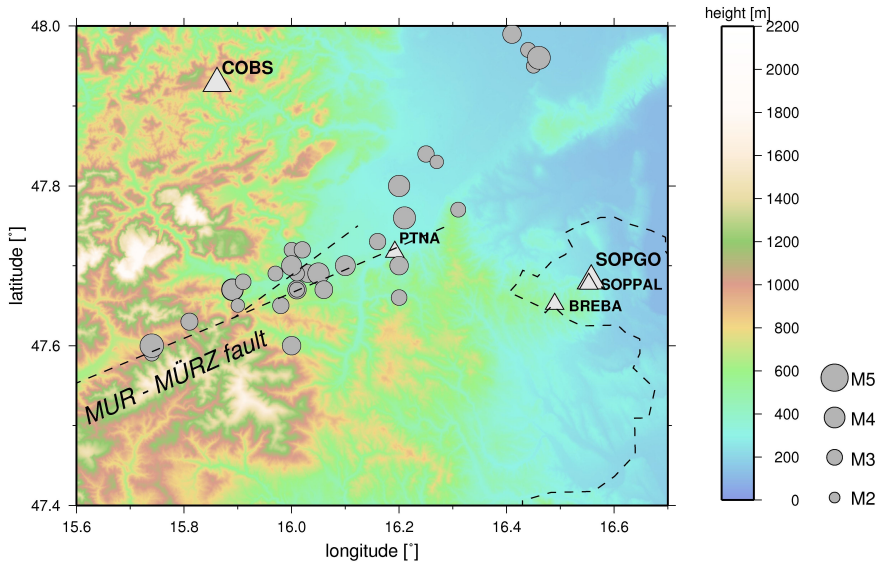 height [m]
48.0
47.8
47.6
47.4
latitude [˚]
15.6
15.8
16.0
16.2
16.4
16.6
longitude [˚]
COBS
PTNA
SOPGO
SOPPAL
BREBA
MUR - MÜRZ fault
2200
2000
1800
1600
1400
1200
1000
800
600
400
200
0
M5
M4
M3
M2